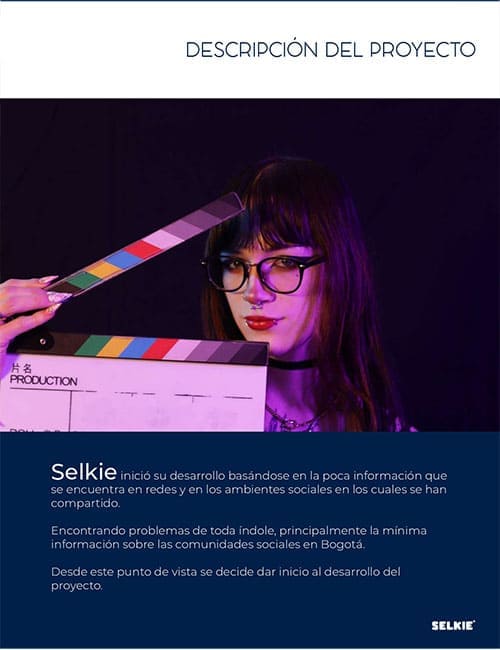 DESCRIPCIÓN DEL PROYECTO
片名
PRODUCTION
Selkie inició su desarrollo basándose en la poca información que
se encuentra en redes y en los ambientes sociales en los cuales se han
compartido.
Encontrando problemas de toda índole, principalmente la mínima
información sobre las comunidades sociales en Bogotá.
Desde este punto de vista se decide dar inicio al desarrollo del
proyecto.
SELKIE